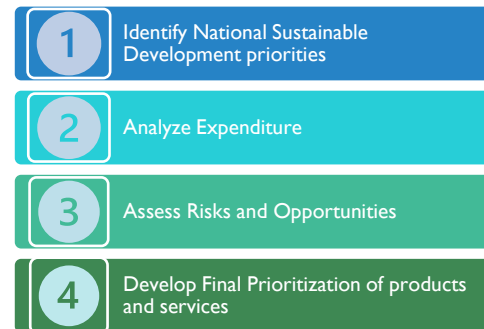 1
Identify National Sustainable
Development priorities
2
Analyze Expenditure
3
Assess Risks and Opportunities
4
Develop Final Prioritization of products
and services